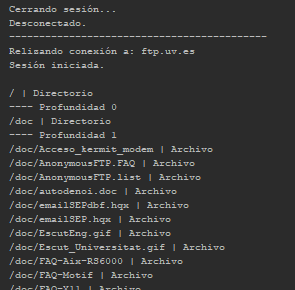 Cerrando sesión...
Desconectado.
--------------------------------------------
Relizando conexión a: ftp.uv.es
Sesión iniciada.
/ | Directorio
---- Profundidad 0
/doc | Directorio
---- Profundidad 1
/doc/Acceso_kermit_modem | Archivo
/doc/AnonymousFTP.FAQ | Archivo
/doc/AnonymousFTP.list | Archivo
/doc/autodenoi.doc | Archivo
/doc/emailSEPdbf.hqx | Archivo
/doc/emailSEP.hqx | Archivo
/doc/EscutEng.gif | Archivo
/doc/Escut_Universitat.gif | Archivo
/doc/FAQ-Aix-RS6000 | Archivo
/doc/FAQ-Motif | Archivo
/doc/FAQ-X11 | Archivo